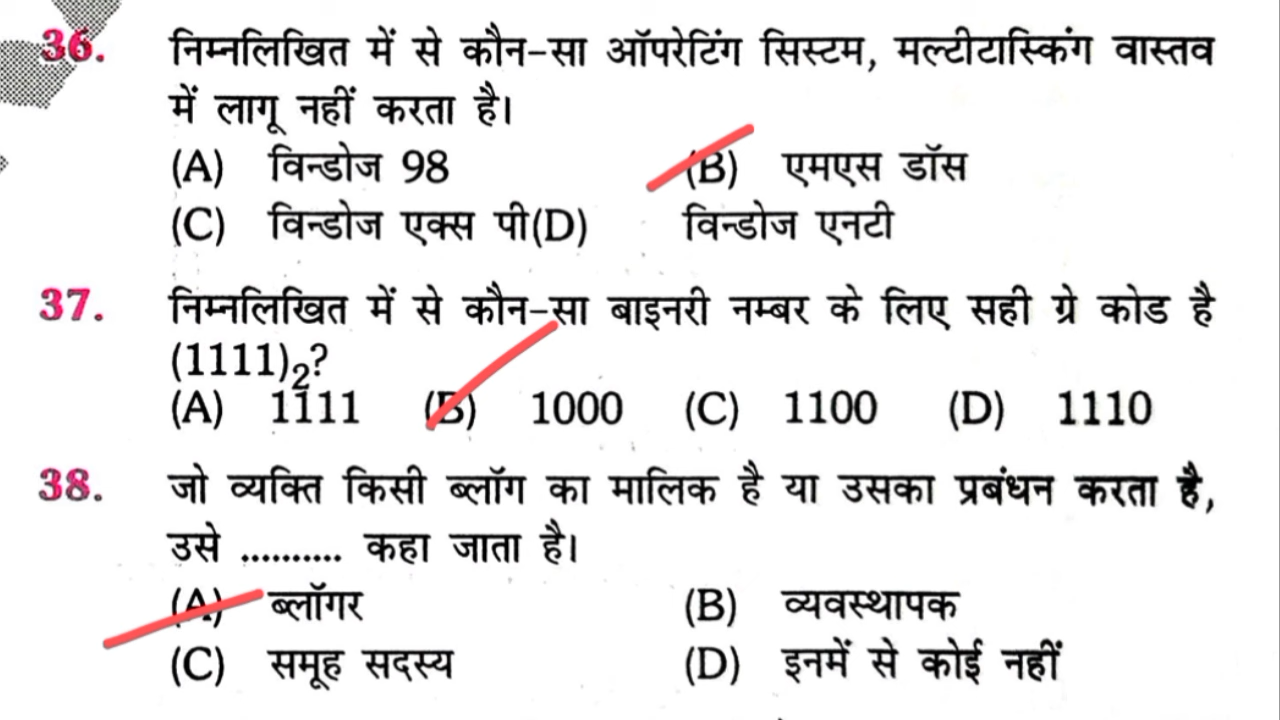 36. निम्नलिखित में से कौन-सा ऑपरेटिंग सिस्टम, मल्टीटास्किंग वास्तव
में लागू नहीं करता है।
(A) विन्डोज 98 (B) एमएस डॉस
(C) विन्डोज एक्स पी(D) विन्डोज एनटी
37. निम्नलिखित में से कौन-सा बाइनरी नम्बर के लिए सही ग्रे कोड है
(1111)₂?
(A) 1111 (B) 1000 (C) 1100 (D) 1110
38. जो व्यक्ति किसी ब्लॉग का मालिक है या उसका प्रबंधन करता है,
उसे .......... कहा जाता है।
(A) ब्लॉगर (B) व्यवस्थापक
(C) समूह सदस्य (D) इनमें से कोई नहीं